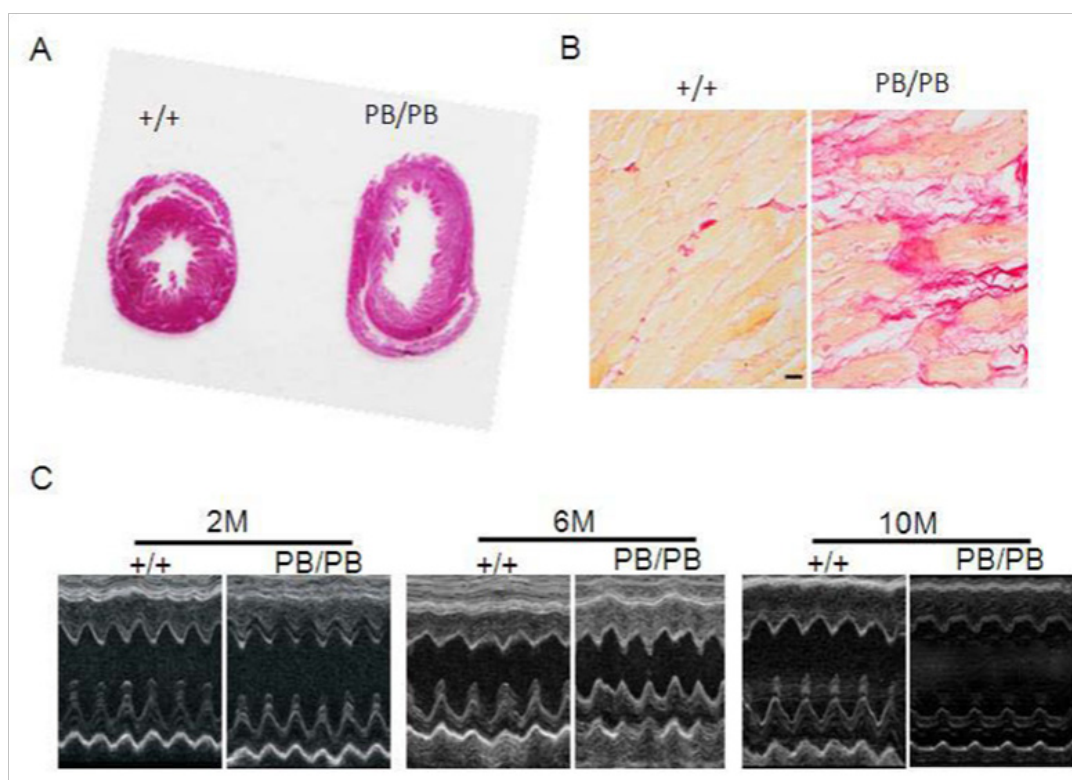 A
+/+ PB/PB
B
+/+ PB/PB
C
2M 6M 10M
+/+ PB/PB +/+ PB/PB +/+ PB/PB